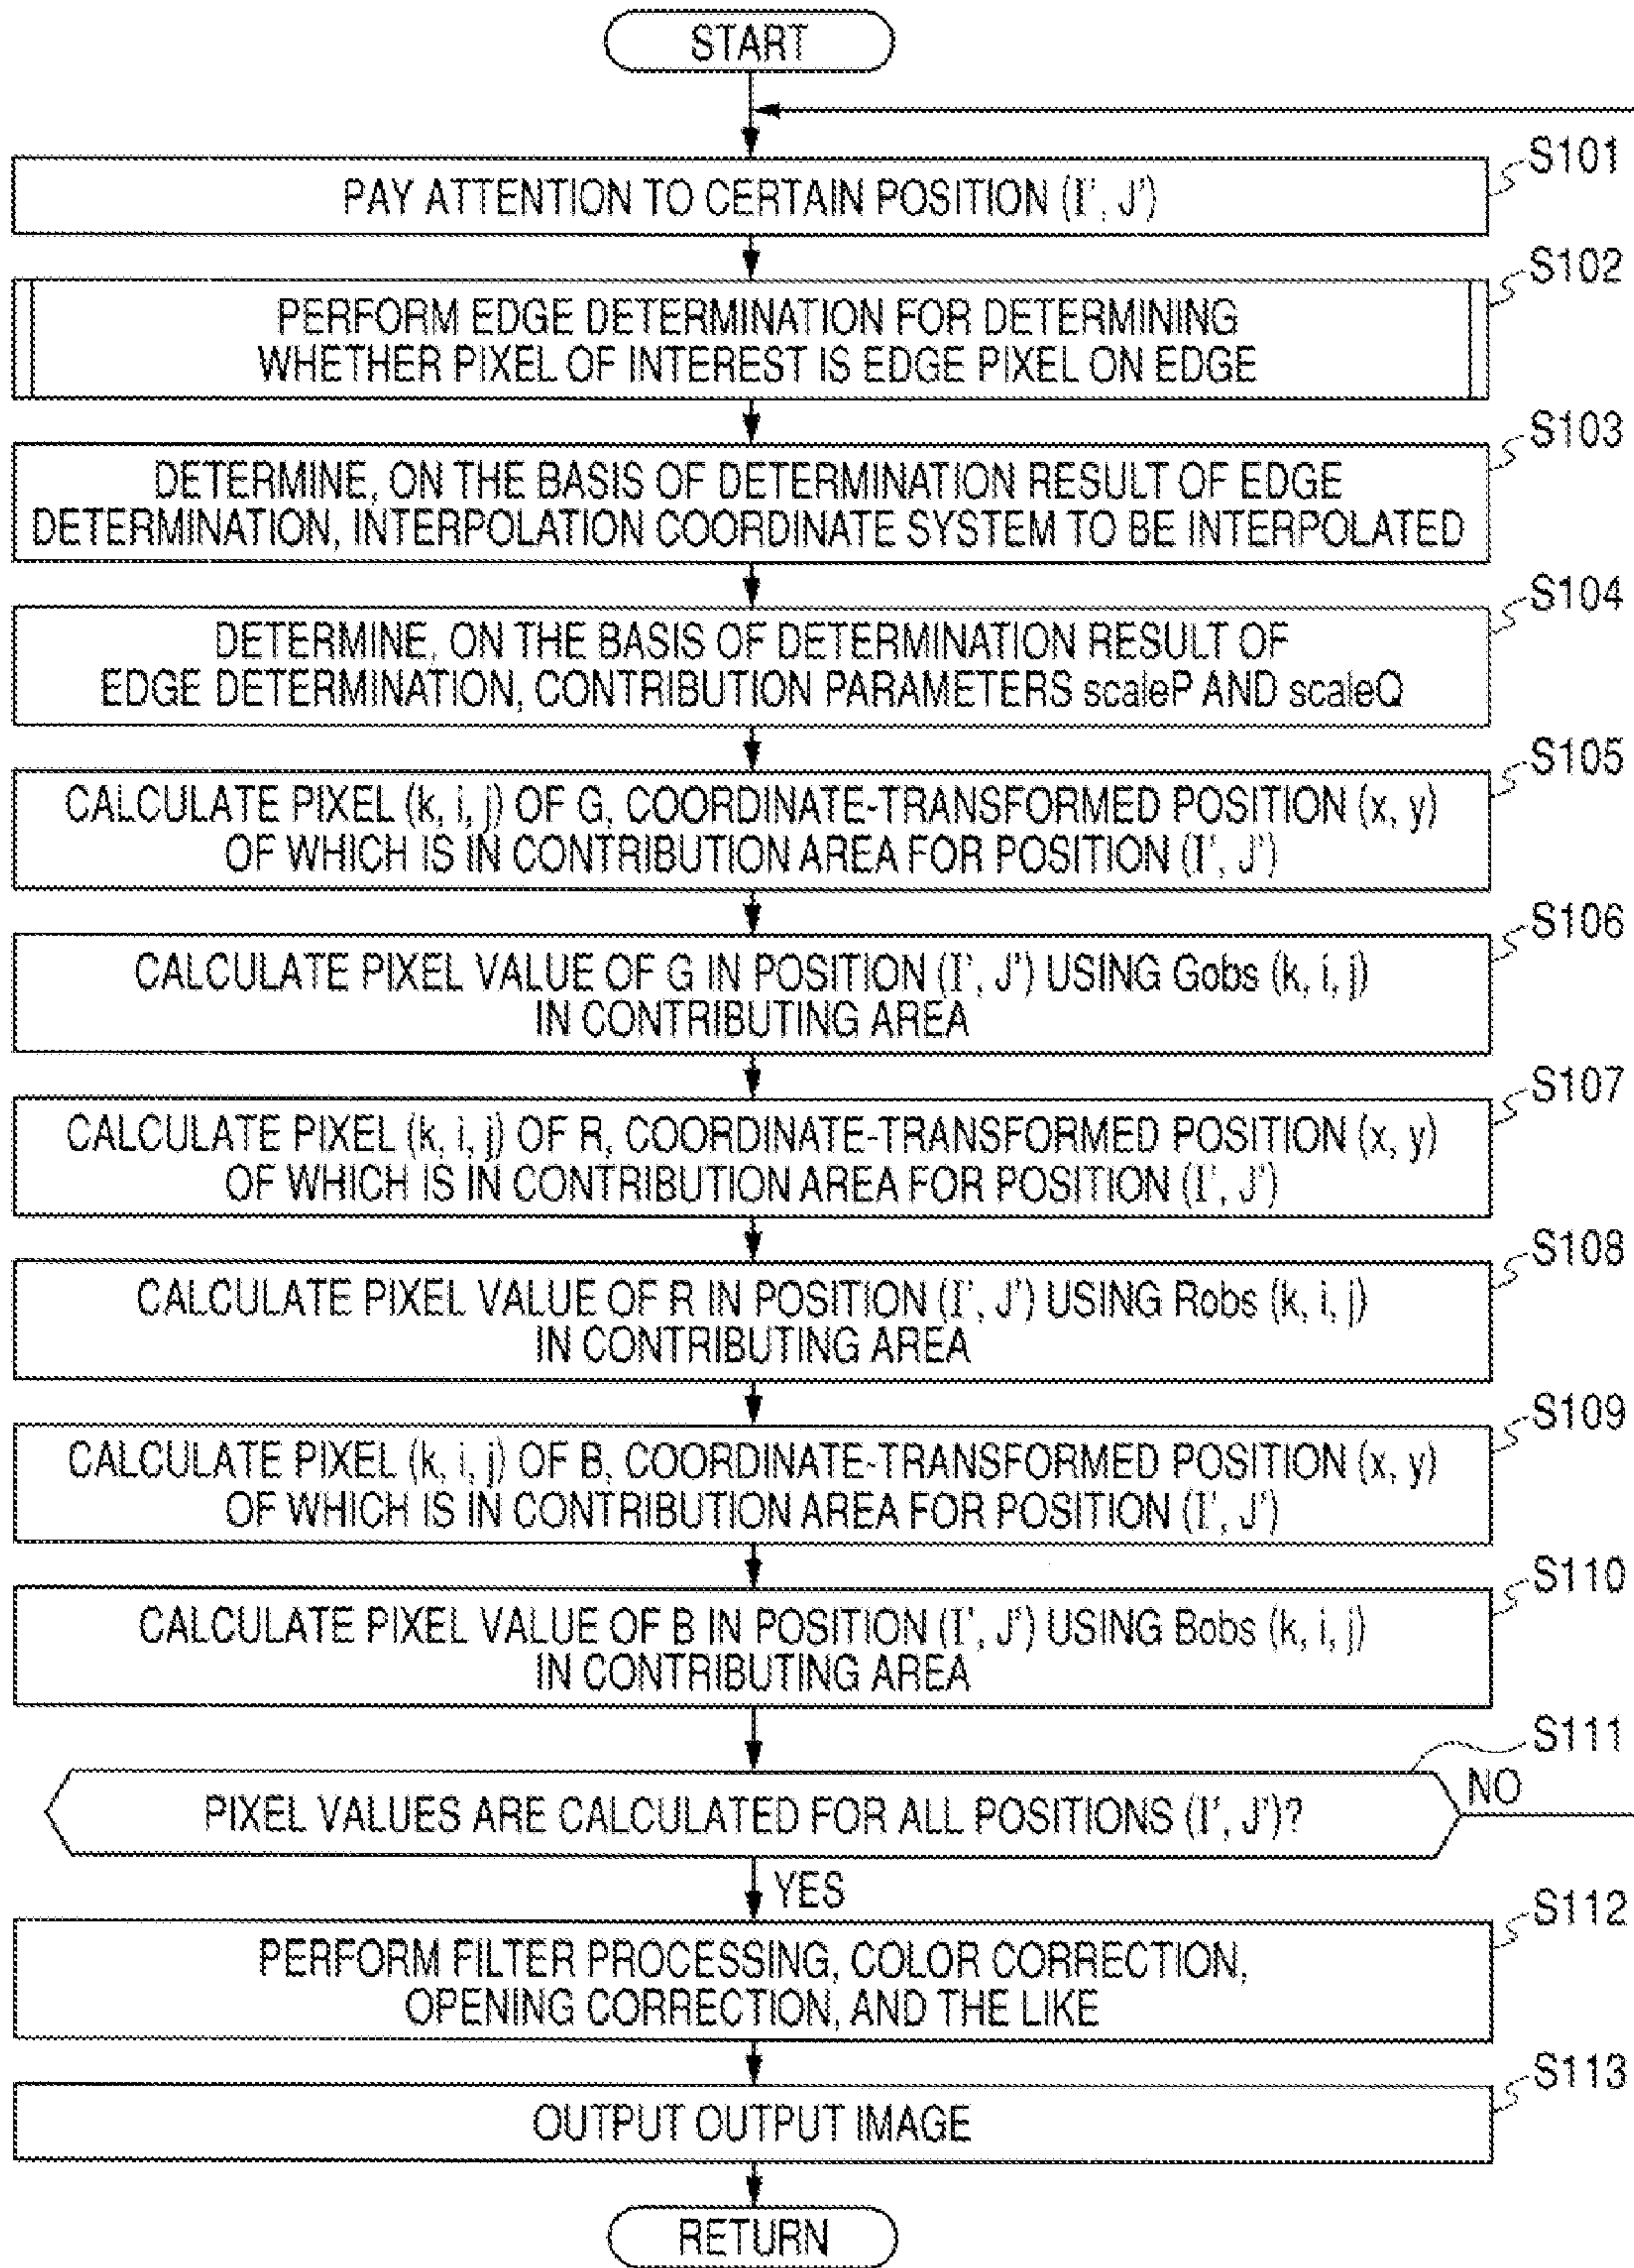 START
S101
PAY ATTENTION TO CERTAIN POSITION (I', J')
S102
PERFORM EDGE DETERMINATION FOR DETERMINING
WHETHER PIXEL OF INTEREST IS EDGE PIXEL ON EDGE
S103
DETERMINE, ON THE BASIS OF DETERMINATION RESULT OF EDGE
DETERMINATION, INTERPOLATION COORDINATE SYSTEM TO BE INTERPOLATED
S104
DETERMINE, ON THE BASIS OF DETERMINATION RESULT OF
EDGE DETERMINATION, CONTRIBUTION PARAMETERS scaleP AND scaleQ
S105
CALCULATE PIXEL (k, i, j) OF G, COORDINATE-TRANSFORMED POSITION (x, y)
OF WHICH IS IN CONTRIBUTION AREA FOR POSITION (I', J')
S106
CALCULATE PIXEL VALUE OF G IN POSITION (I', J') USING Gobs (k, i, j)
IN CONTRIBUTING AREA
S107
CALCULATE PIXEL (k, i, j) OF R, COORDINATE-TRANSFORMED POSITION (x, y)
OF WHICH IS IN CONTRIBUTION AREA FOR POSITION (I', J')
S108
CALCULATE PIXEL VALUE OF R IN POSITION (I', J') USING Robs (k, i, j)
IN CONTRIBUTING AREA
S109
CALCULATE PIXEL (k, i, j) OF B, COORDINATE-TRANSFORMED POSITION (x, y)
OF WHICH IS IN CONTRIBUTION AREA FOR POSITION (I', J')
S110
CALCULATE PIXEL VALUE OF B IN POSITION (I', J') USING Bobs (k, i, j)
IN CONTRIBUTING AREA
S111
PIXEL VALUES ARE CALCULATED FOR ALL POSITIONS (I', J')?
NO
YES
S112
PERFORM FILTER PROCESSING, COLOR CORRECTION,
OPENING CORRECTION, AND THE LIKE
S113
OUTPUT OUTPUT IMAGE
RETURN